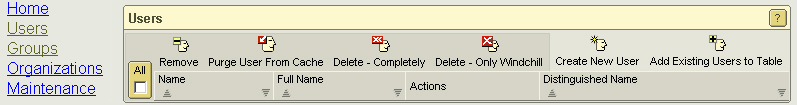 Home
Users
Groups
Organizations
Maintenance
Users
?
All
Remove
Purge User From Cache
Delete - Completely
Delete - Only Windchill
Create New User
Add Existing Users to Table
Name
Full Name
Actions
Distinguished Name